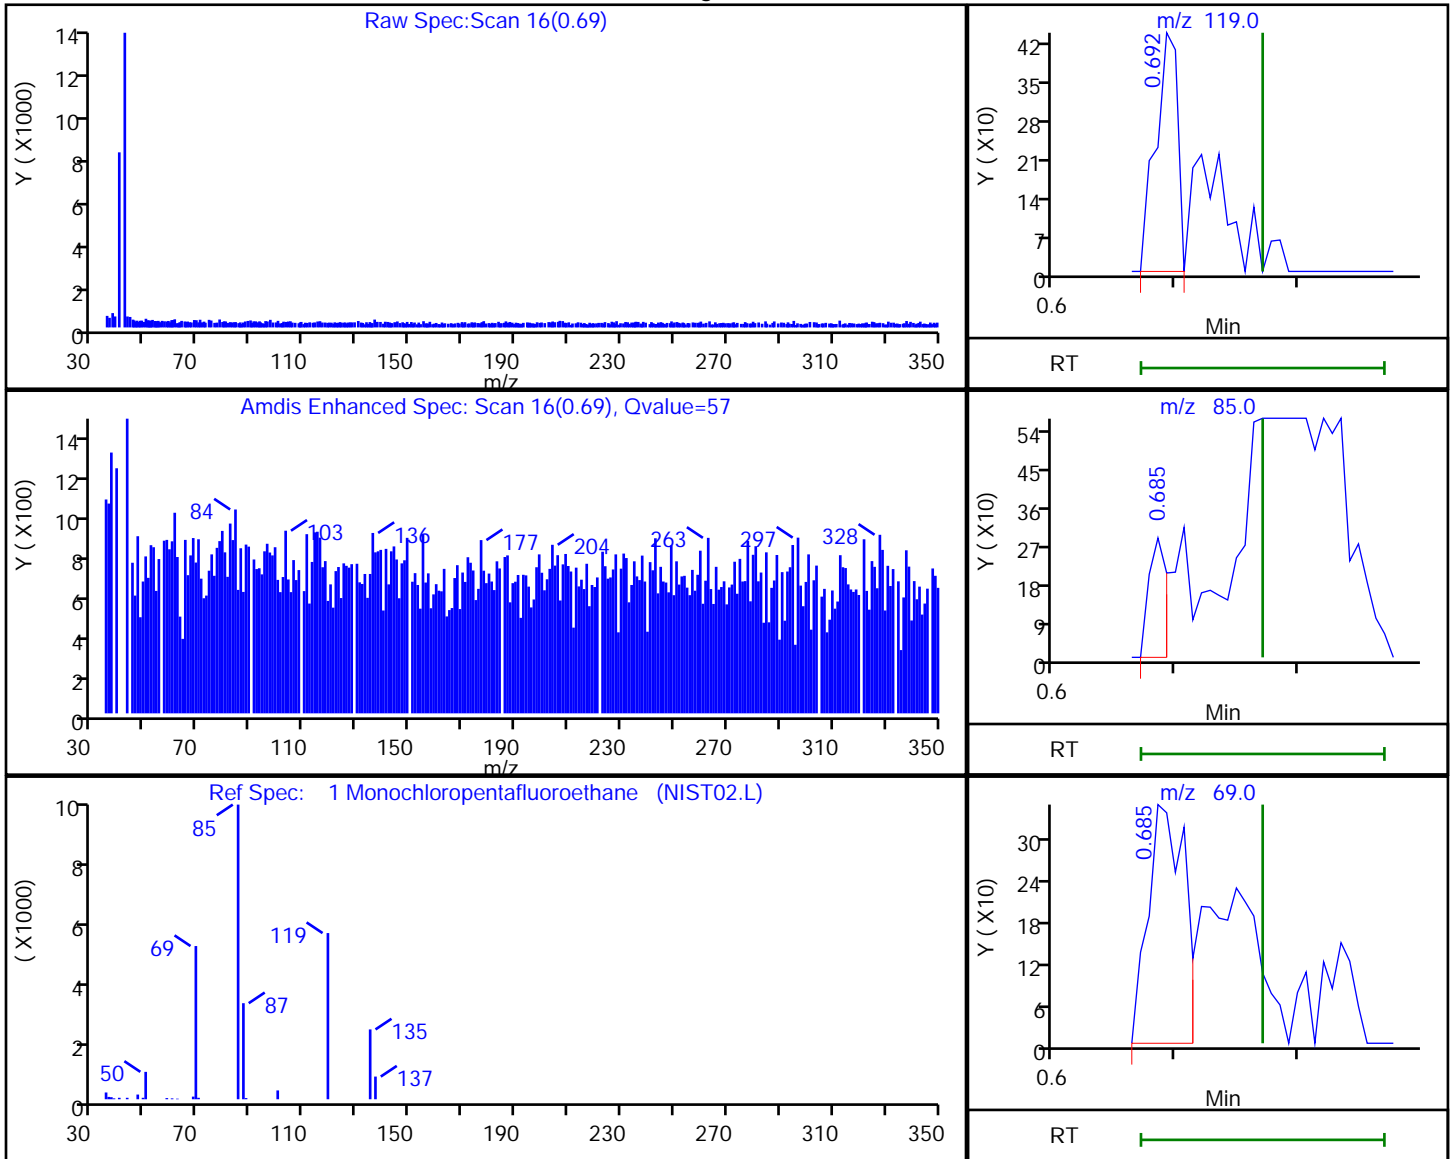 Raw Spec:Scan 16(0.69)
Y ( X1000)
14
12
10
8
6
4
2
0
30 70 110 150 190 230 270 310 350
m/z
m/z 119.0
Y ( X10)
42
35
28
21
14
7
0
0.692
0.6
Min
RT
Amdis Enhanced Spec: Scan 16(0.69), Qvalue=57
Y ( X100)
14
12
10
8
6
4
2
0
84
103
136
177
204
263
297
328
30 70 110 150 190 230 270 310 350
m/z
m/z 85.0
Y ( X10)
54
45
36
27
18
9
0
0.685
0.6
Min
RT
Ref Spec: 1 Monochloropentafluoroethane (NIST02.L)
( X1000)
10
8
6
4
2
0
85
69
119
87
135
50
137
30 70 110 150 190 230 270 310 350
m/z 69.0
Y ( X10)
30
24
18
12
6
0
0.685
0.6
Min
RT